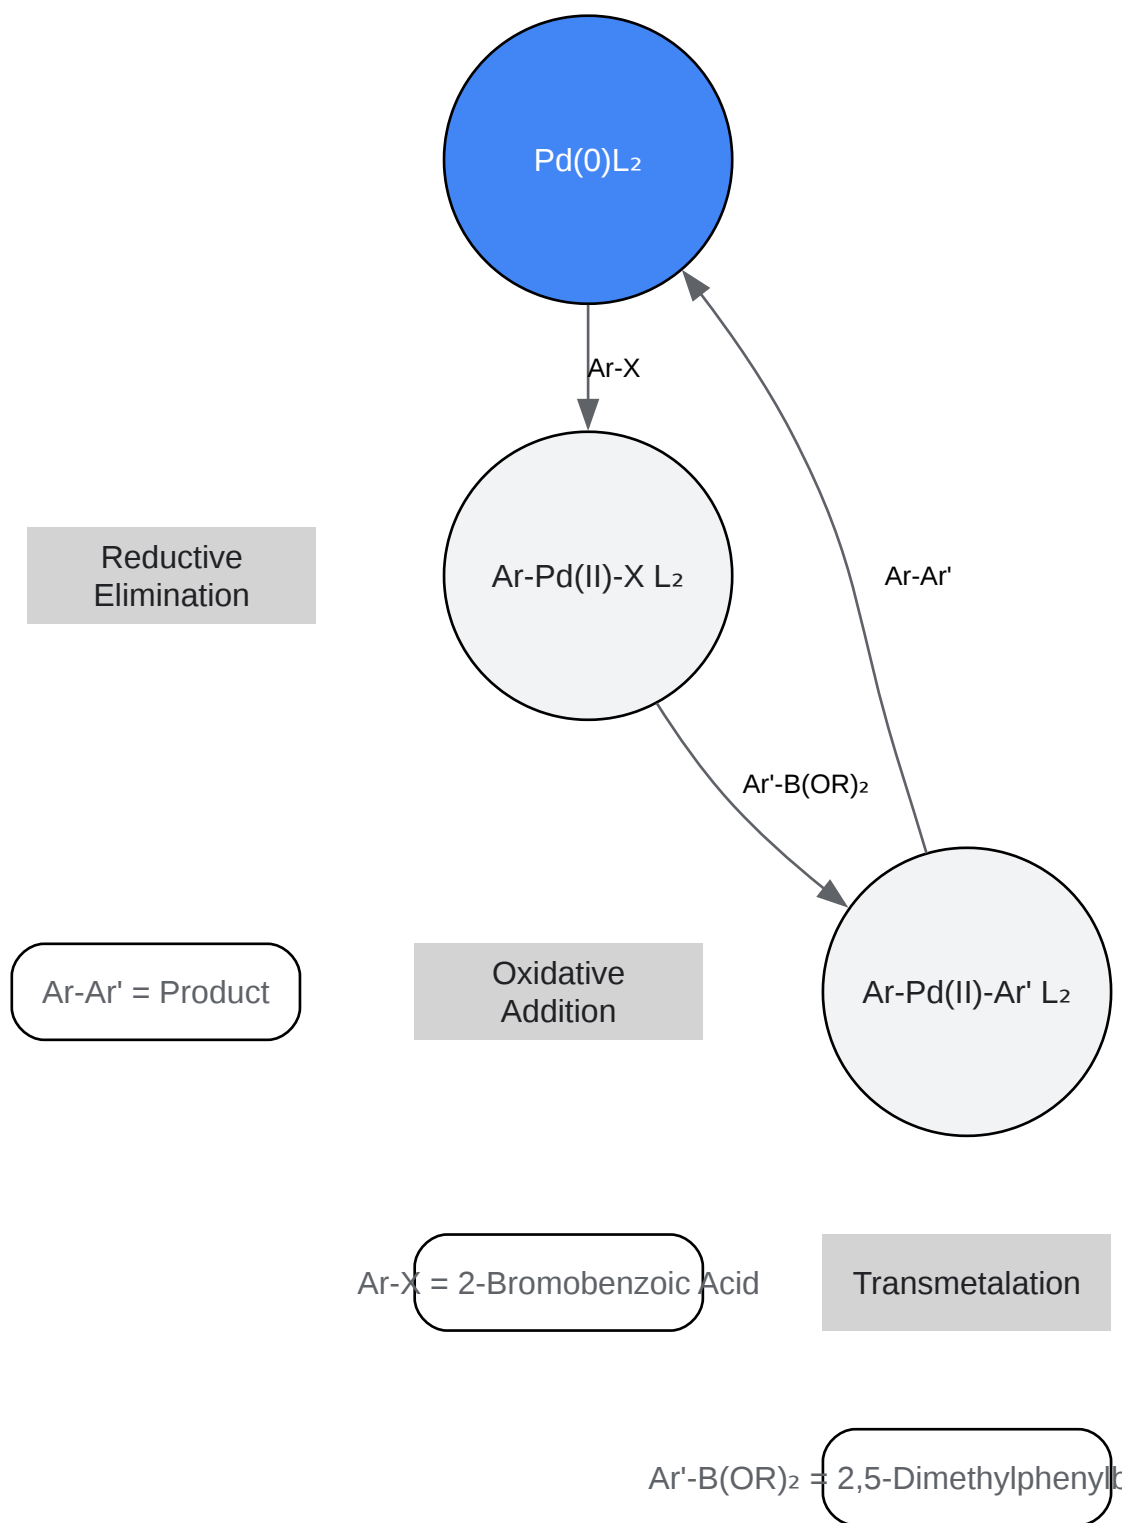 Pd(0)L₂
Ar-X
Reductive
Elimination
Ar-Pd(II)-X L₂
Ar-Ar'
Ar'-B(OR)₂
Ar-Ar' = Product
Oxidative
Addition
Ar-Pd(II)-Ar' L₂
Ar-X = 2-Bromobenzoic Acid
Transmetalation
Ar'-B(OR)₂ = 2,5-Dimethylphenylb